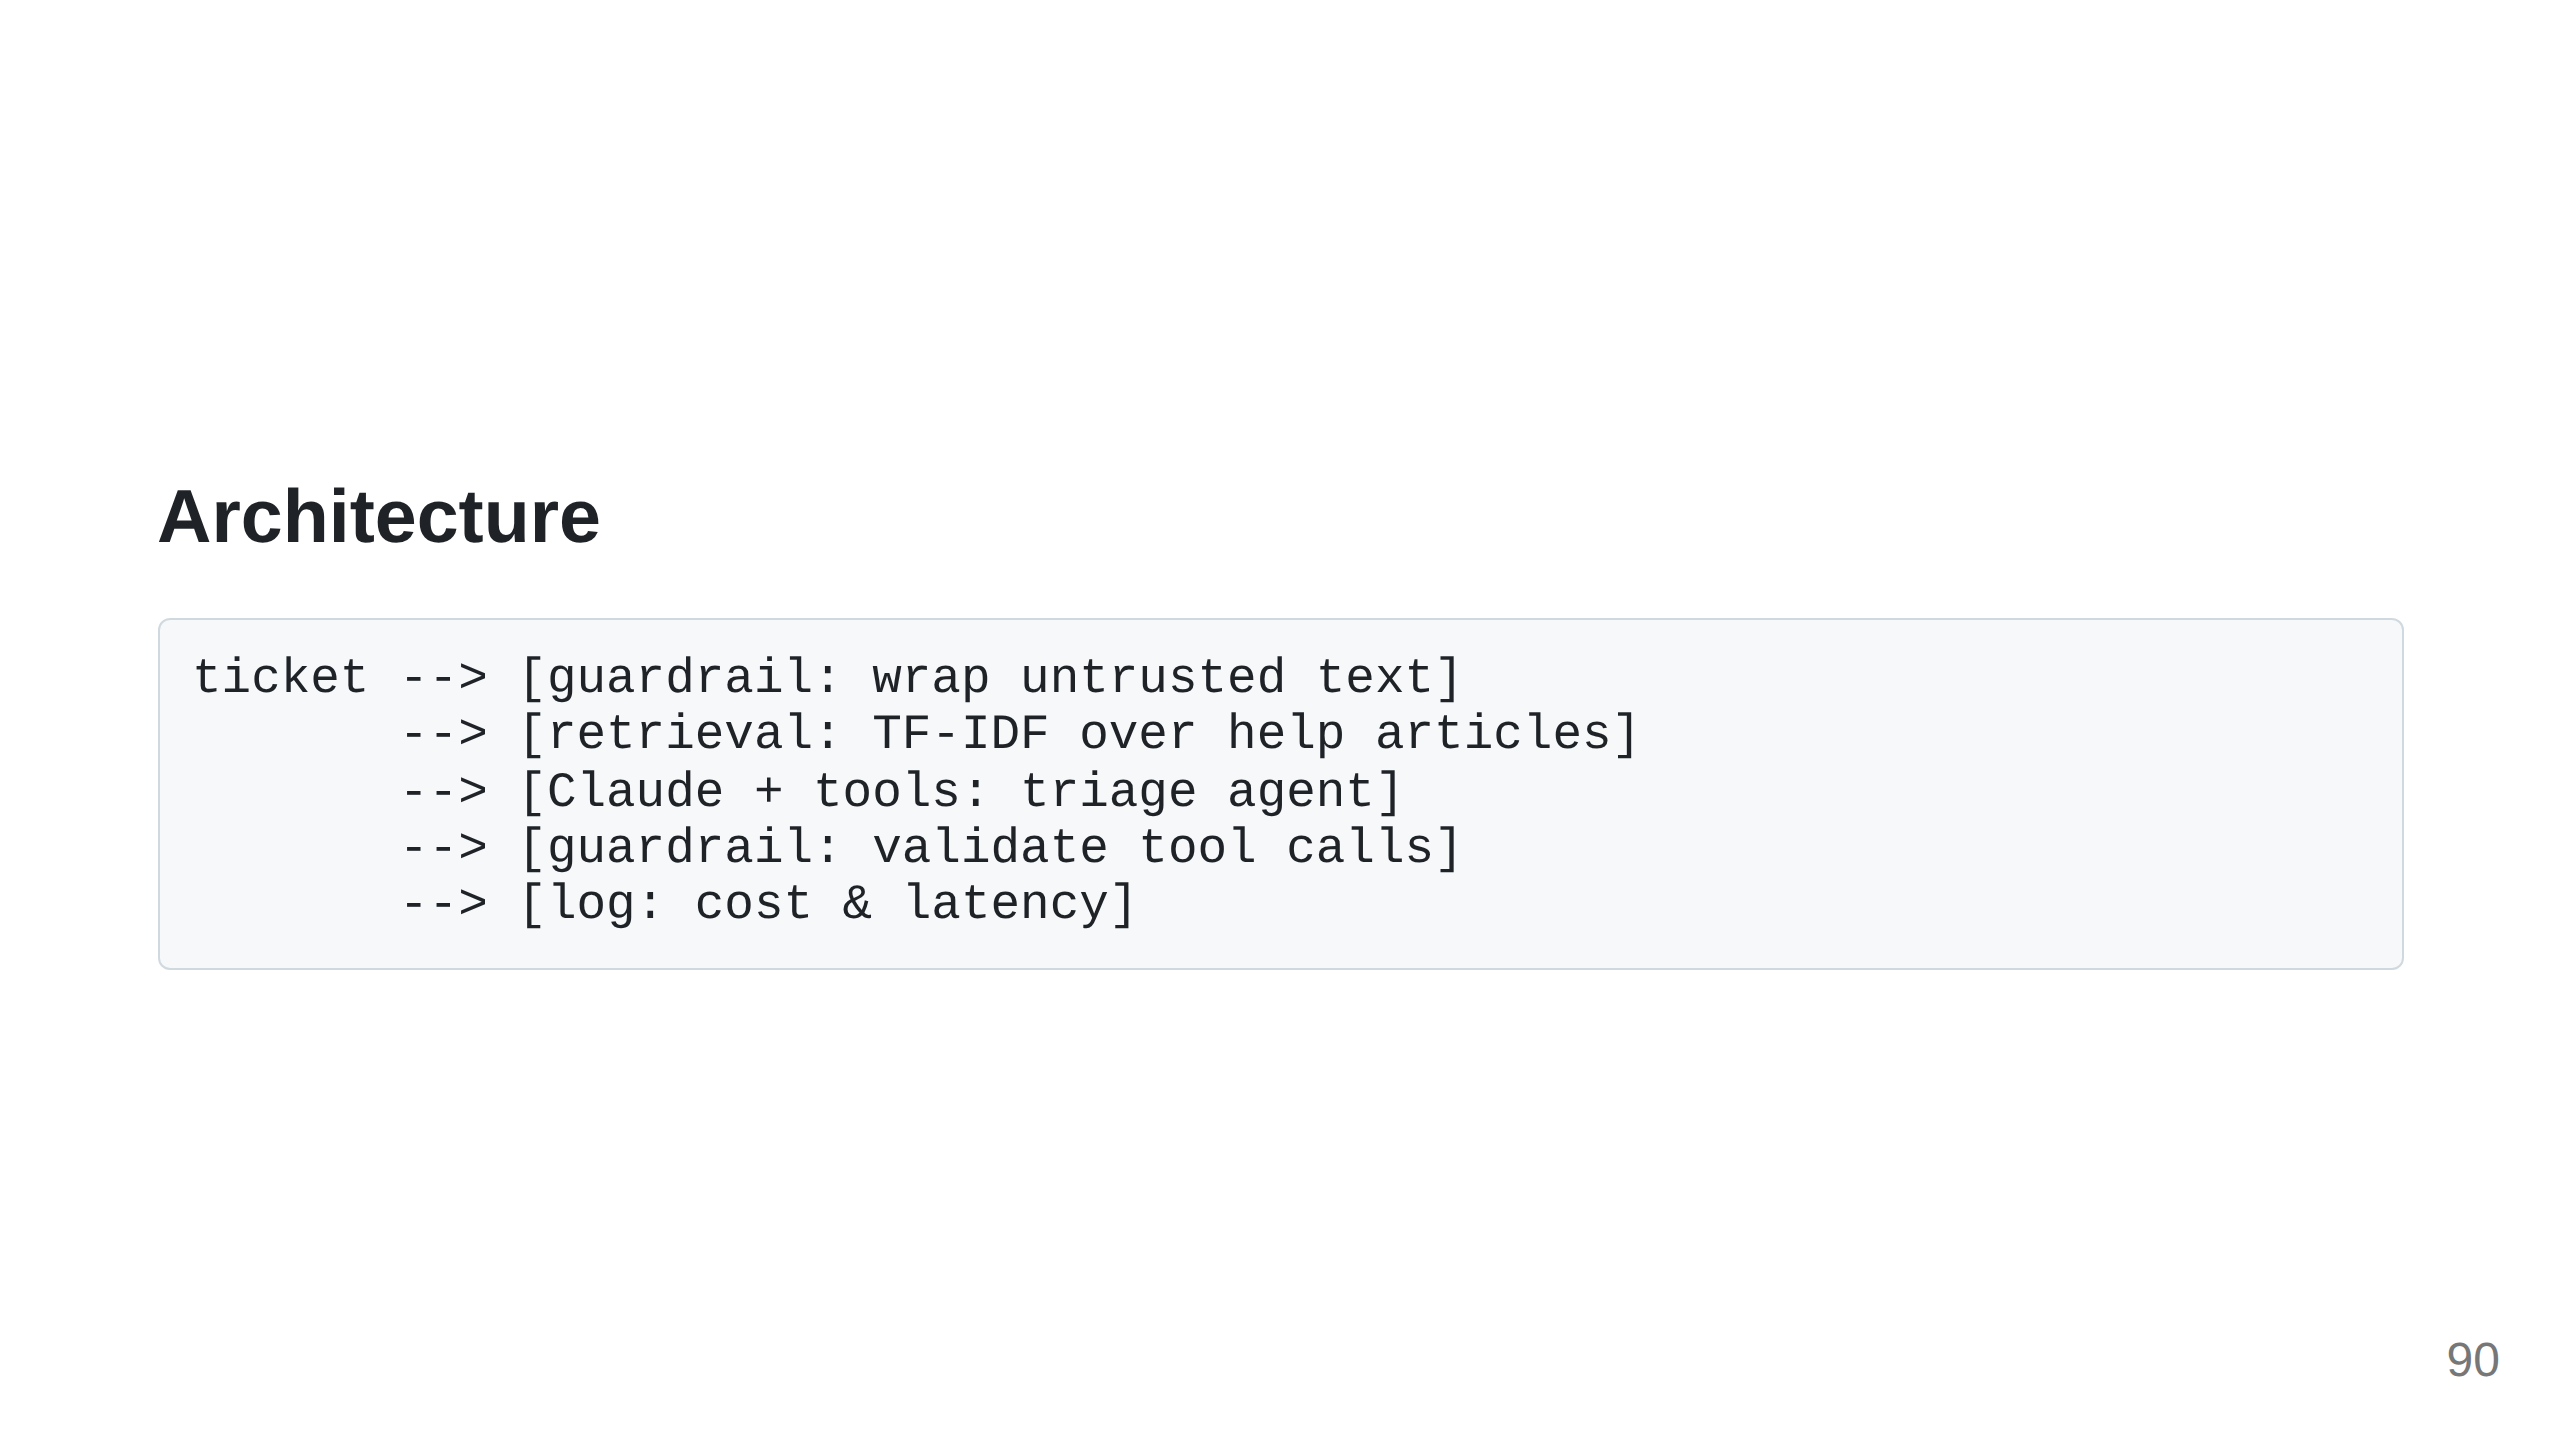 Architecture
ticket --> [guardrail: wrap untrusted text]
       --> [retrieval: TF-IDF over help articles]
       --> [Claude + tools: triage agent]
       --> [guardrail: validate tool calls]
       --> [log: cost & latency]
90